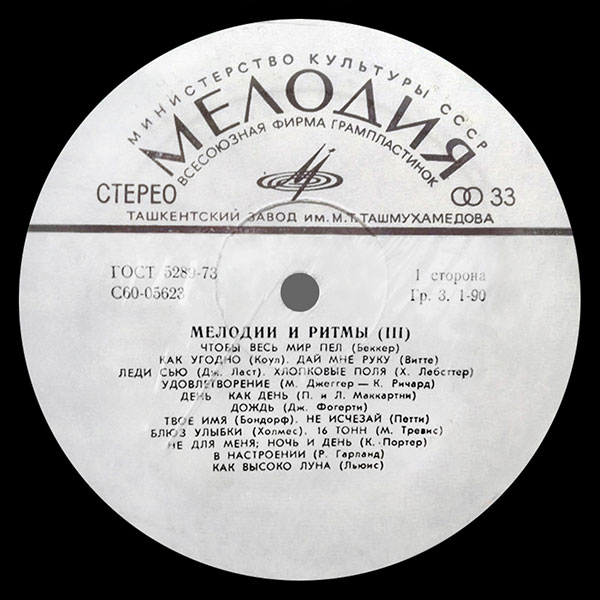 МИНИСТЕРСТВО КУЛЬТУРЫ СССР
МЕЛОДИЯ
ВСЕСОЮЗНАЯ ФИРМА ГРАМПЛАСТИНОК
СТЕРЕО 33
ТАШКЕНТСКИЙ ЗАВОД ИМ. М.Т. ТАШМУХАМЕДОВА
ГОСТ 5289-73 1 сторона
С60-05623 Гр. 3. 1-90
МЕЛОДИИ И РИТМЫ (III)
ЧТОБЫ ВЕСЬ МИР ПЕЛ (Беккер)
КАК УГОДНО (Коул). ДАЙ МНЕ РУКУ (Витте)
ЛЕДИ СЬЮ (Дж. Ласт). ХЛОПКОВЫЕ ПОЛЯ (Х. Лебсттер)
УДОВЛЕТВОРЕНИЕ (М. Джеггер — К. Ричард)
ДЕНЬ КАК ДЕНЬ (П. и Л. Маккартни)
ДОЖДЬ (Дж. Фогерти)
ТВОЕ ИМЯ (Бондорф). НЕ ИСЧЕЗАЙ (Петти)
БЛЮЗ УЛЫБКИ (Холмес). 16 ТОНН (М. Тревис)
НЕ ДЛЯ МЕНЯ; НОЧЬ И ДЕНЬ (К. Портер)
В НАСТРОЕНИИ (Р. Гарланд)
КАК ВЫСОКО ЛУНА (Льюис)